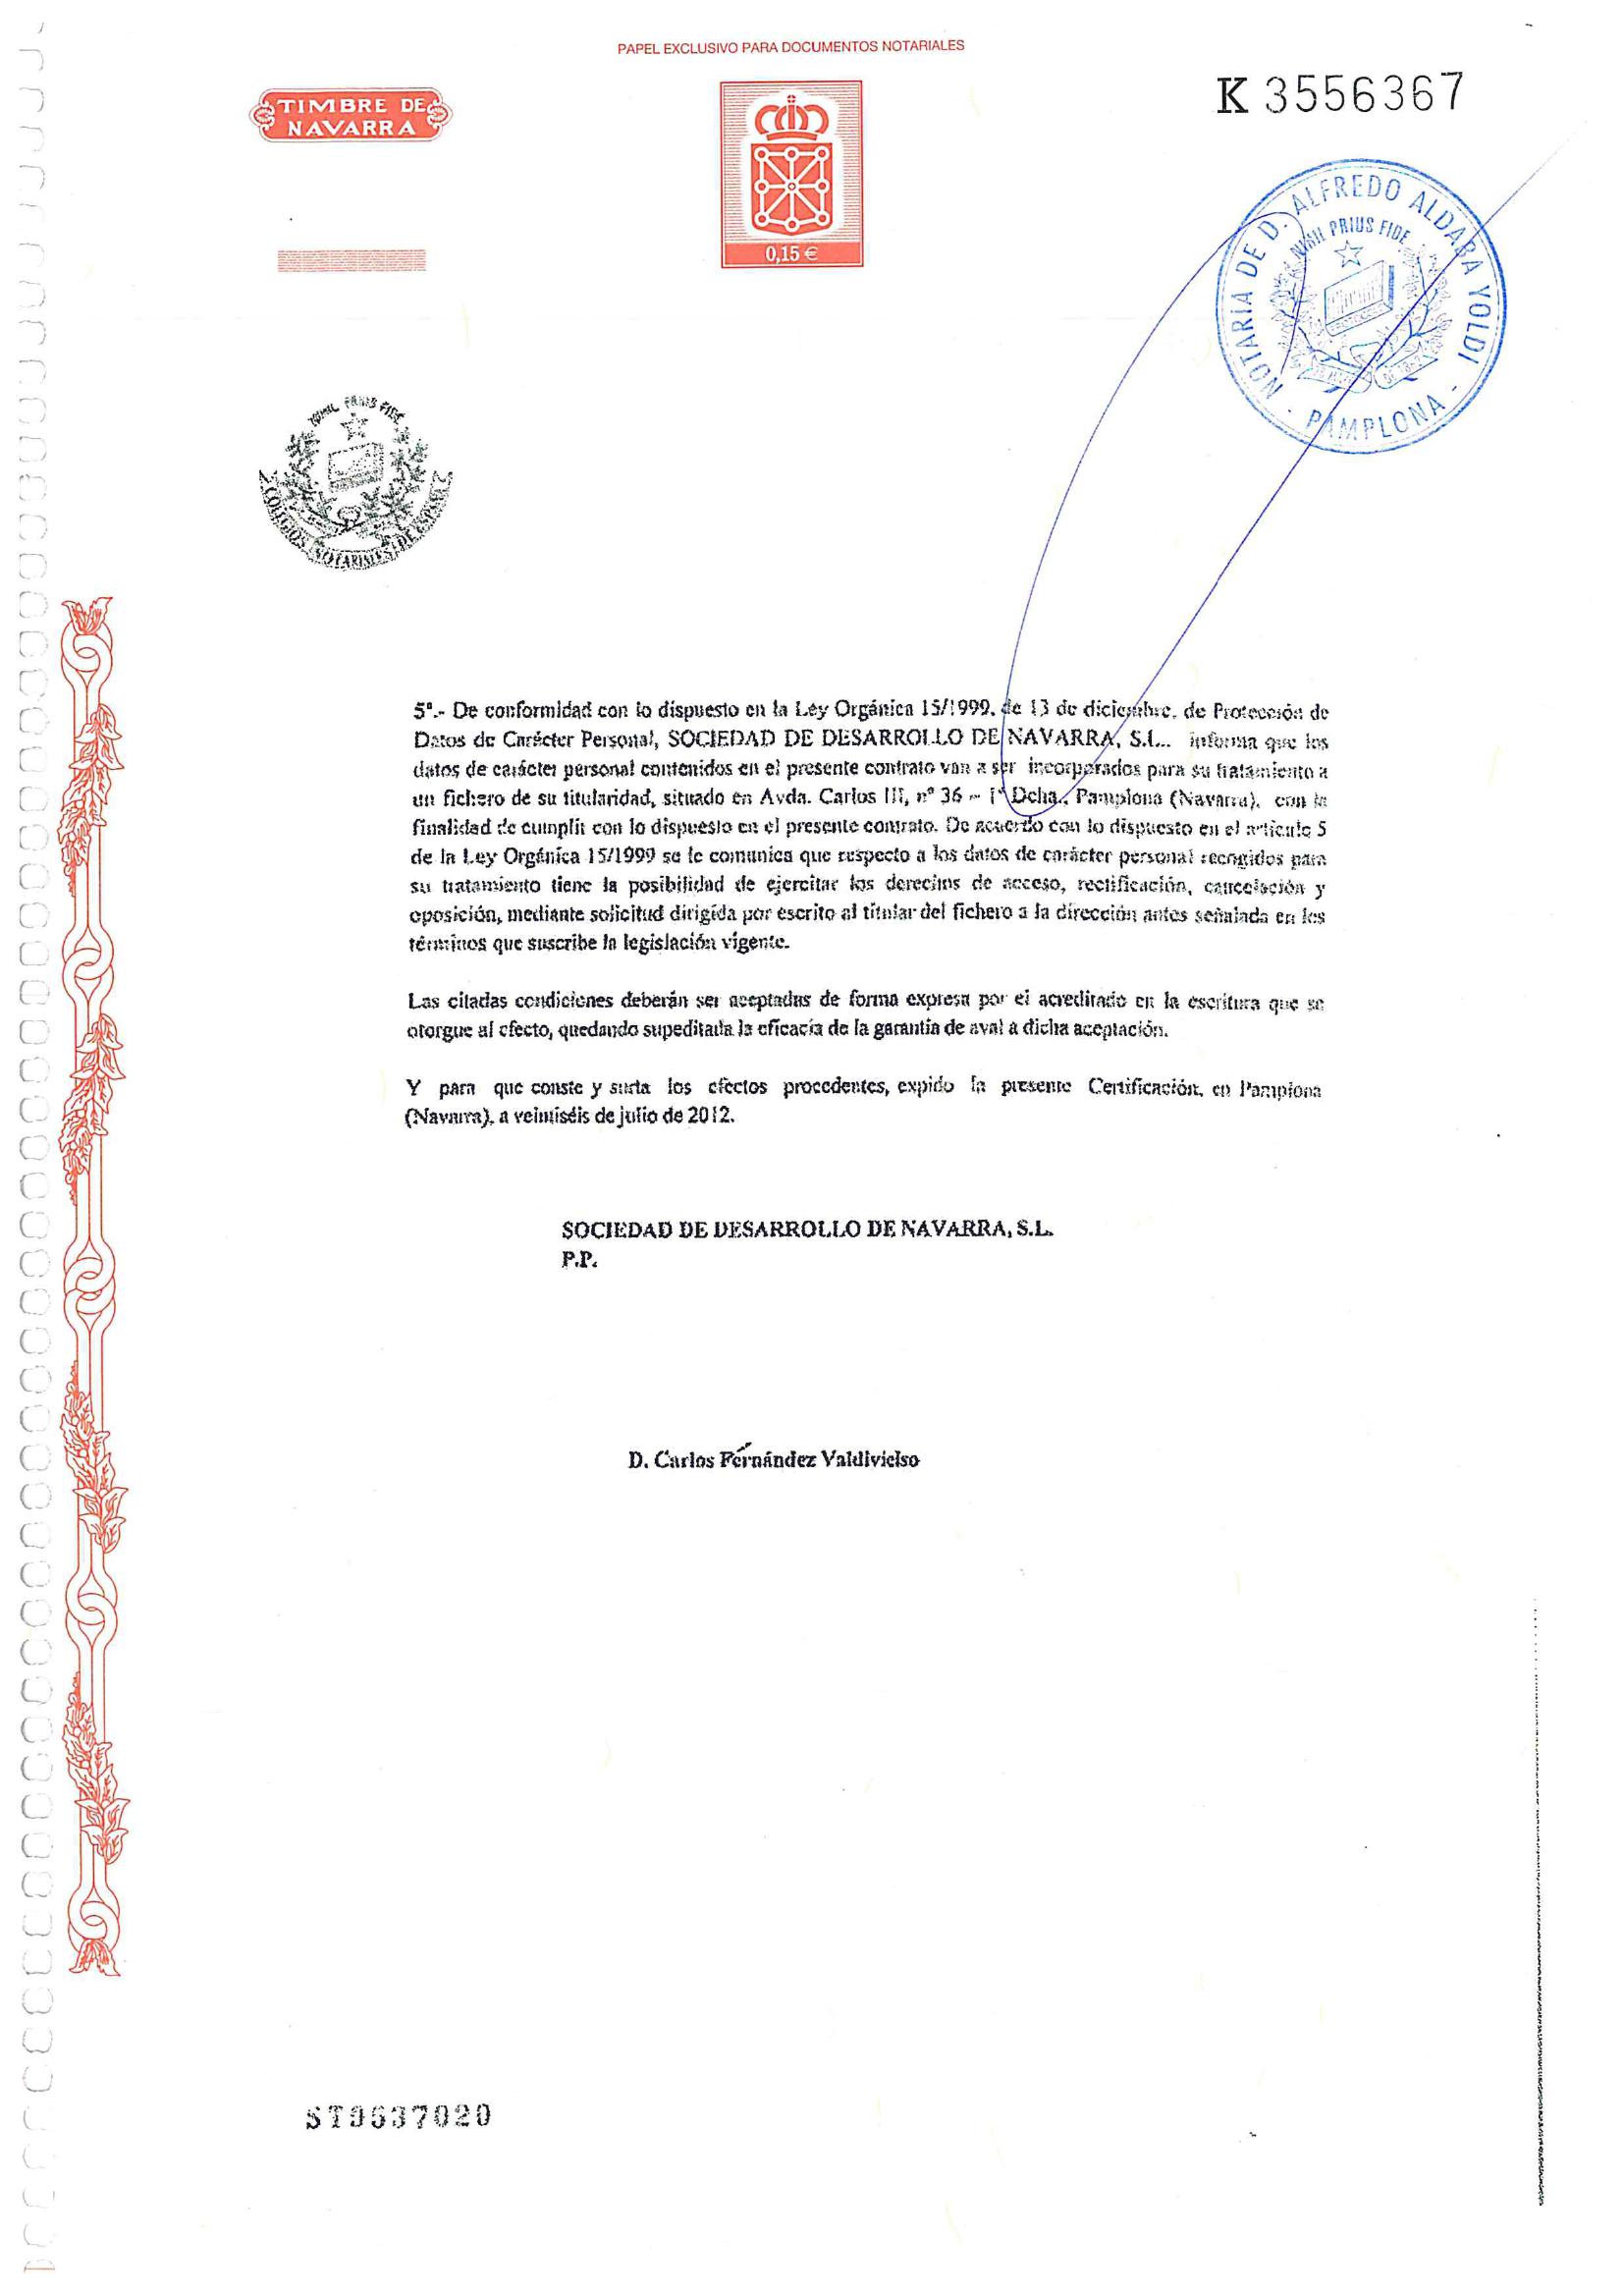 PAPEL EXCLUSIVO PARA DOCUMENTOS NOTARIALES
TIMBRE DE
NAVARRA
0,15 €
K 3556367
NOTARIA DE D. ALFREDO ALDABA YOLDI - PAMPLONA -
NIHIL PRIUS FIDE
NIHIL PRIUS FIDE
COLEGIOS NOTARIALES DE ESPAÑA
5ª.- De conformidad con lo dispuesto en la Ley Orgánica 15/1999, de 13 de diciembre, de Protección de
Datos de Carácter Personal, SOCIEDAD DE DESARROLLO DE NAVARRA, S.L.. informa que los
datos de carácter personal contenidos en el presente contrato van a ser incorporados para su tratamiento a
un fichero de su titularidad, situado en Avda. Carlos III, nº 36 – 1º Dcha., Pamplona (Navarra), con la
finalidad de cumplir con lo dispuesto en el presente contrato. De acuerdo con lo dispuesto en el artículo 5
de la Ley Orgánica 15/1999 se le comunica que respecto a los datos de carácter personal recogidos para
su tratamiento tiene la posibilidad de ejercitar los derechos de acceso, rectificación, cancelación y
oposición, mediante solicitud dirigida por escrito al titular del fichero a la dirección antes señalada en los
términos que suscribe la legislación vigente.
Las citadas condiciones deberán ser aceptadas de forma expresa por el acreditado en la escritura que se
otorgue al efecto, quedando supeditada la eficacia de la garantía de aval a dicha aceptación.
Y para que conste y surta los efectos procedentes, expido la presente Certificación, en Pamplona
(Navarra), a veintiséis de julio de 2012.
SOCIEDAD DE DESARROLLO DE NAVARRA, S.L.
P.P.
D. Carlos Fernández Valdivielso
ST9637020